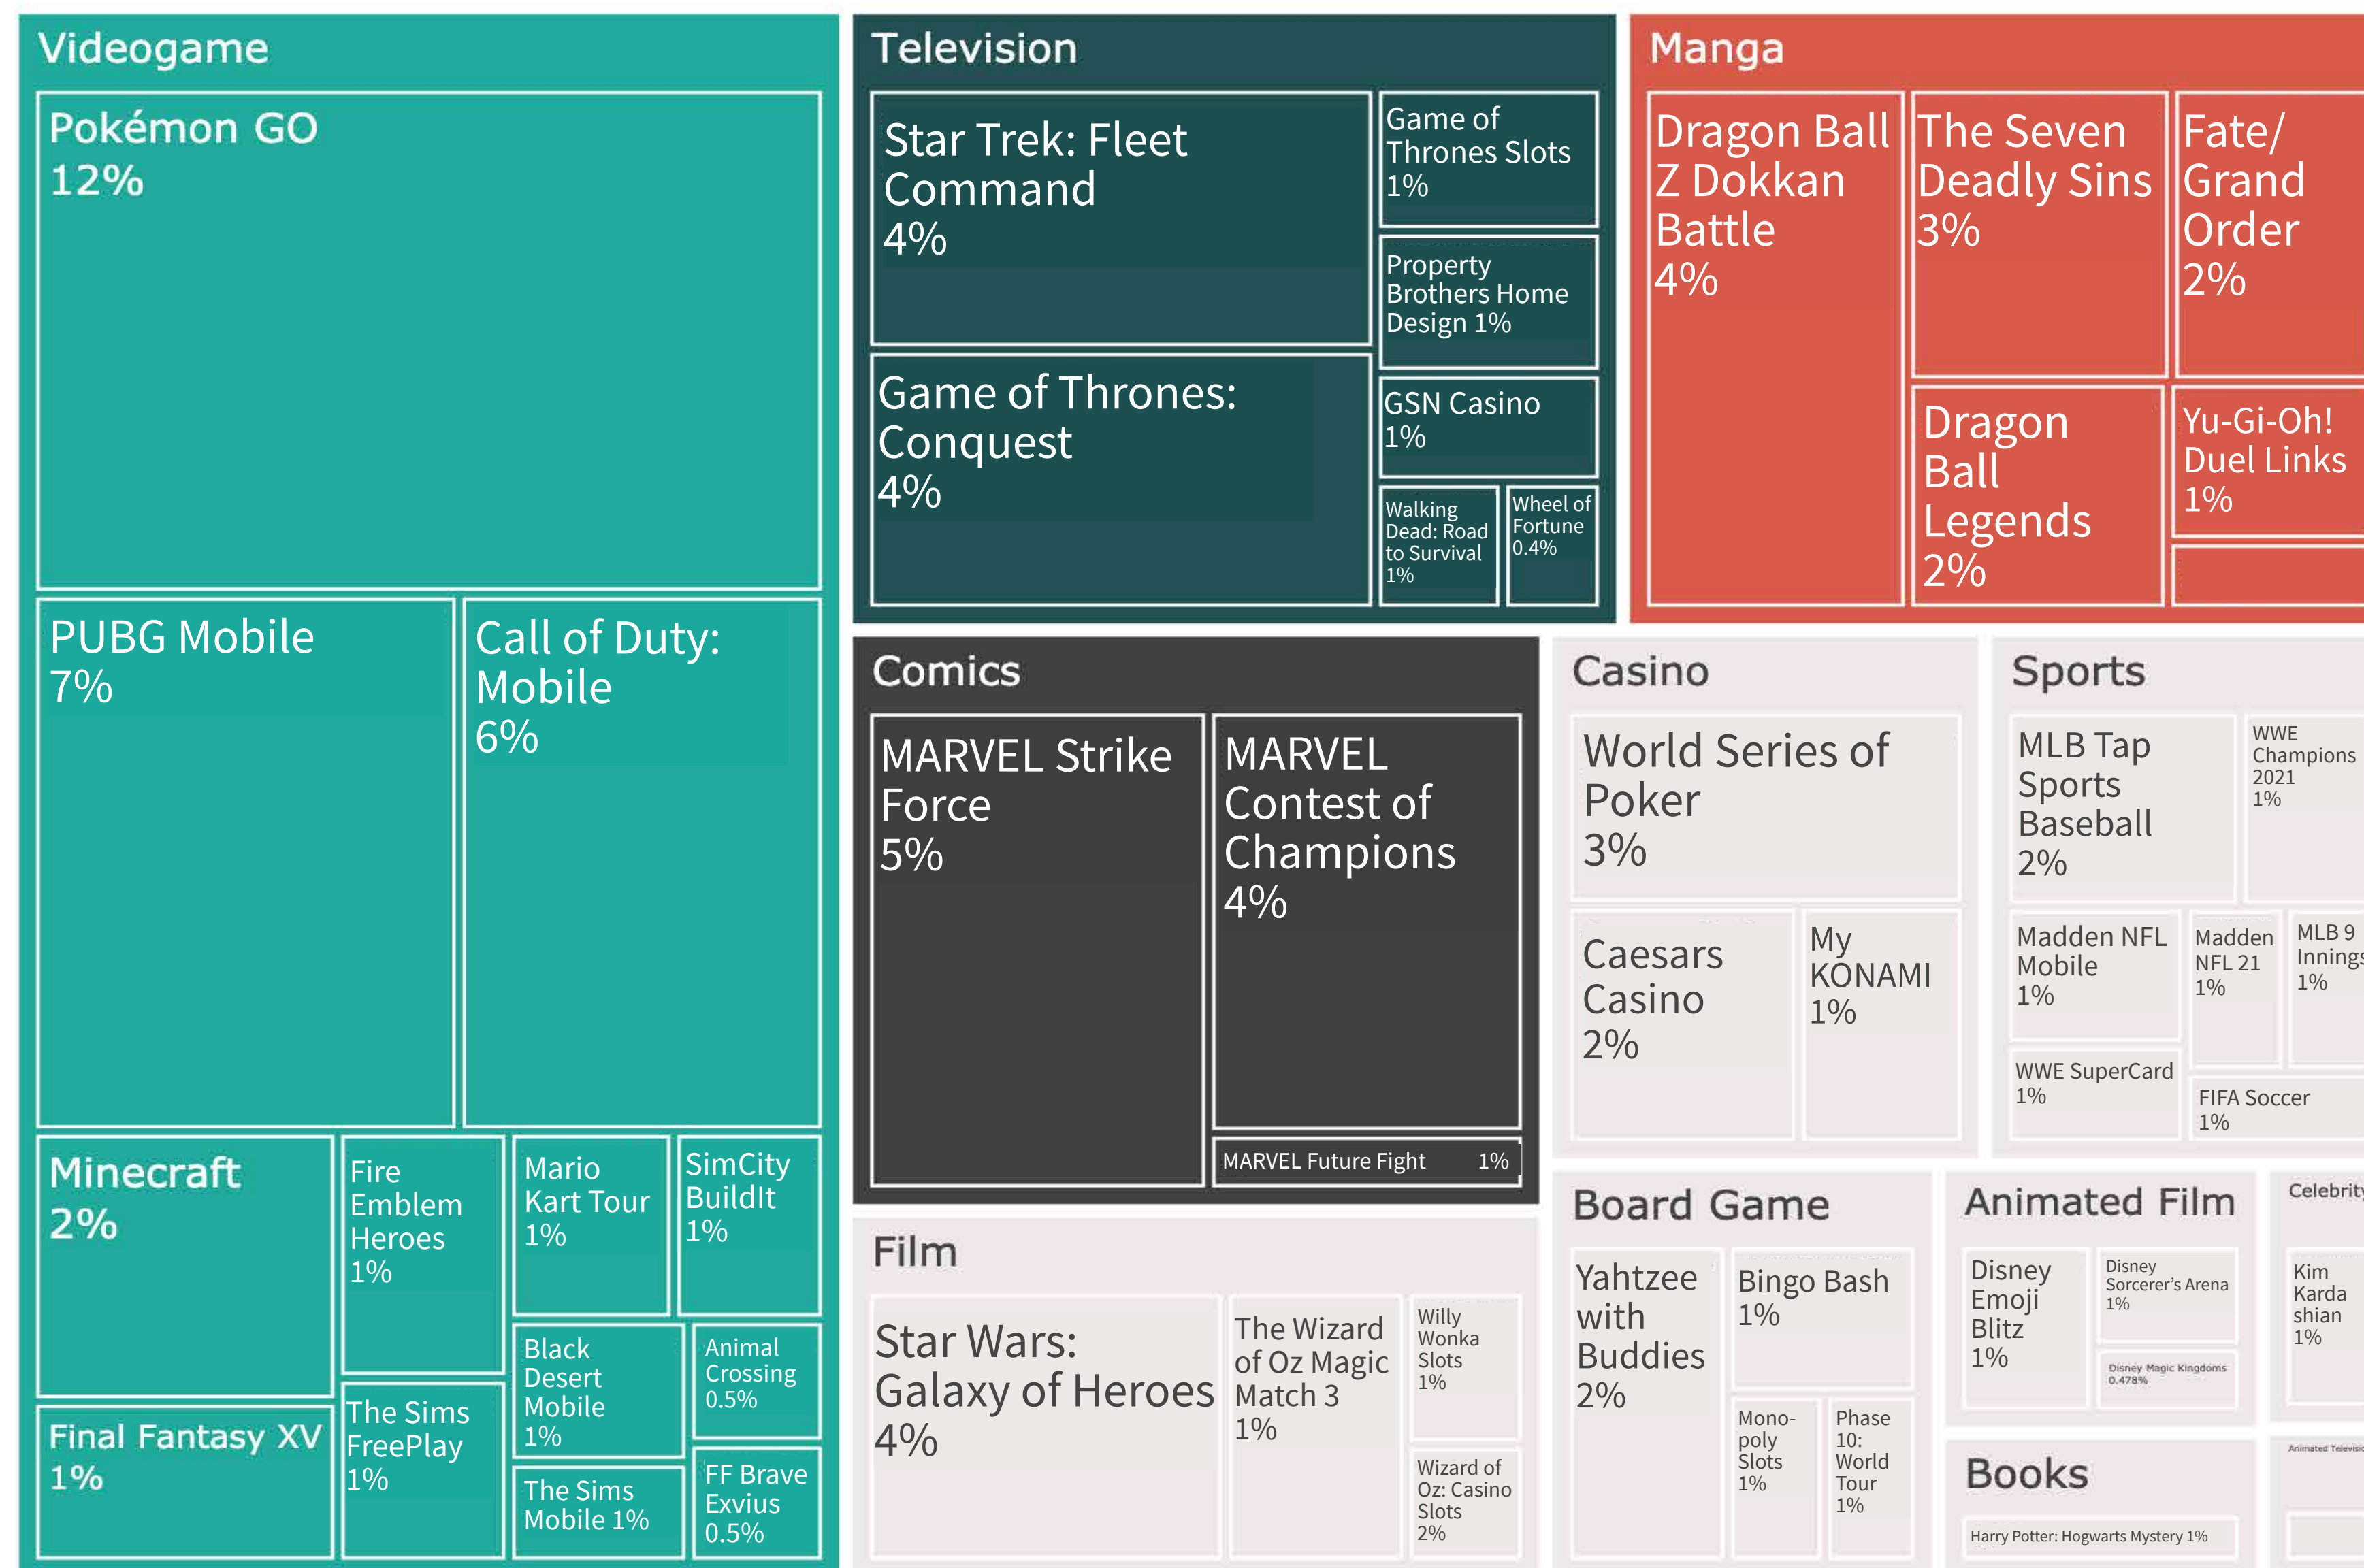 Videogame
Pokémon GO
12%
PUBG Mobile
7%
Call of Duty:
Mobile
6%
Minecraft
2%
Final Fantasy XV
1%
Fire
Emblem
Heroes
1%
The Sims
FreePlay
1%
Mario
Kart Tour
1%
SimCity
BuildIt
1%
Black
Desert
Mobile
1%
The Sims
Mobile 1%
Animal
Crossing
0.5%
FF Brave
Exvius
0.5%
Television
Star Trek: Fleet
Command
4%
Game of Thrones:
Conquest
4%
Game of
Thrones Slots
1%
Property
Brothers Home
Design 1%
GSN Casino
1%
Walking
Dead: Road
to Survival
1%
Wheel of
Fortune
0.4%
Manga
Dragon Ball
Z Dokkan
Battle
4%
The Seven
Deadly Sins
3%
Fate/
Grand
Order
2%
Dragon
Ball
Legends
2%
Yu-Gi-Oh!
Duel Links
1%
Comics
MARVEL Strike
Force
5%
MARVEL
Contest of
Champions
4%
MARVEL Future Fight 1%
Casino
World Series of
Poker
3%
Caesars
Casino
2%
My
KONAMI
1%
Sports
MLB Tap
Sports
Baseball
2%
WWE
Champions
2021
1%
Madden NFL
Mobile
1%
Madden
NFL 21
1%
MLB 9
Innings
1%
WWE SuperCard
1%
FIFA Soccer
1%
Film
Star Wars:
Galaxy of Heroes
4%
The Wizard
of Oz Magic
Match 3
1%
Willy
Wonka
Slots
1%
Wizard of
Oz: Casino
Slots
2%
Board Game
Yahtzee
with
Buddies
2%
Bingo Bash
1%
Mono-
poly
Slots
1%
Phase
10:
World
Tour
1%
Animated Film
Disney
Emoji
Blitz
1%
Disney
Sorcerer's Arena
1%
Disney Magic Kingdoms
0.478%
Celebrity
Kim
Karda
shian
1%
Books
Harry Potter: Hogwarts Mystery 1%
Animated